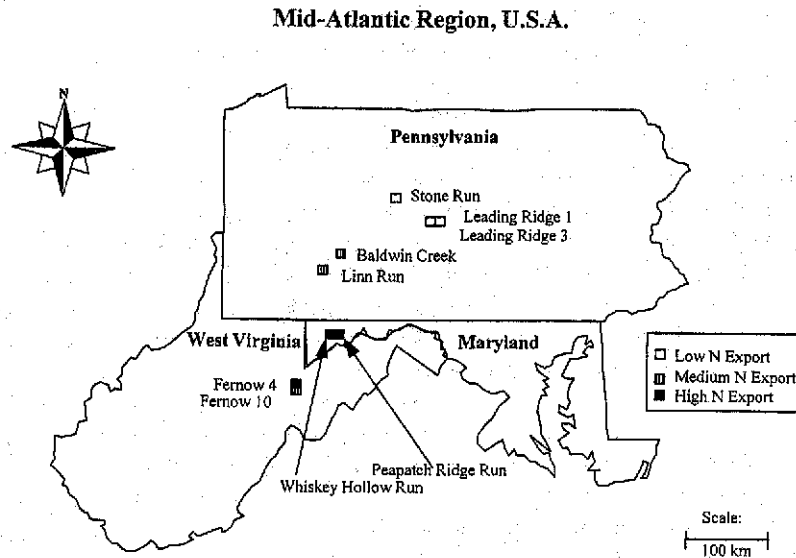 Mid-Atlantic Region, U.S.A.
N
Pennsylvania
Stone Run
Leading Ridge 1
Leading Ridge 3
Baldwin Creek
Linn Run
West Virginia
Maryland
Low N Export
Medium N Export
High N Export
Fernow 4
Fernow 10
Peapatch Ridge Run
Whiskey Hollow Run
Scale:
100 km